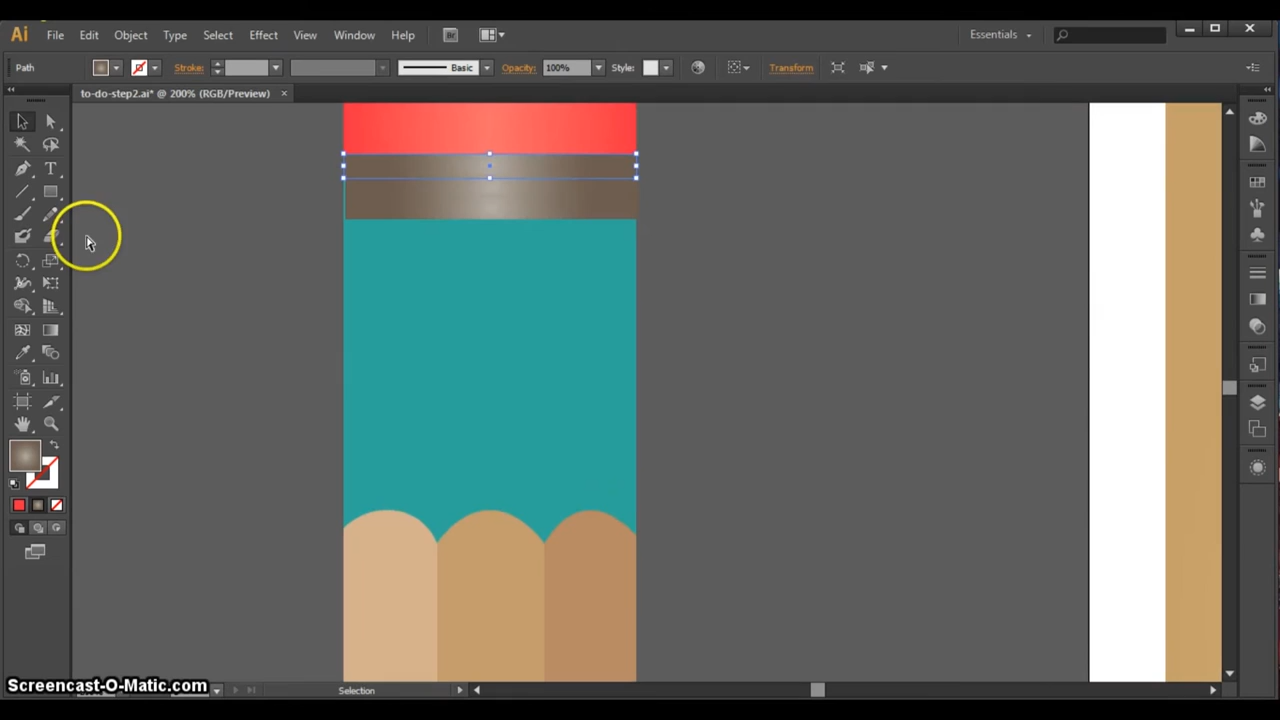 Ai File Edit Object Type Select Effect View Window Help Br Essentials
Path Stroke: Basic Opacity: 100% Style: Transform
to-do-step2.ai* @ 200% (RGB/Preview) ×
T
Selection
Screencast-O-Matic.com